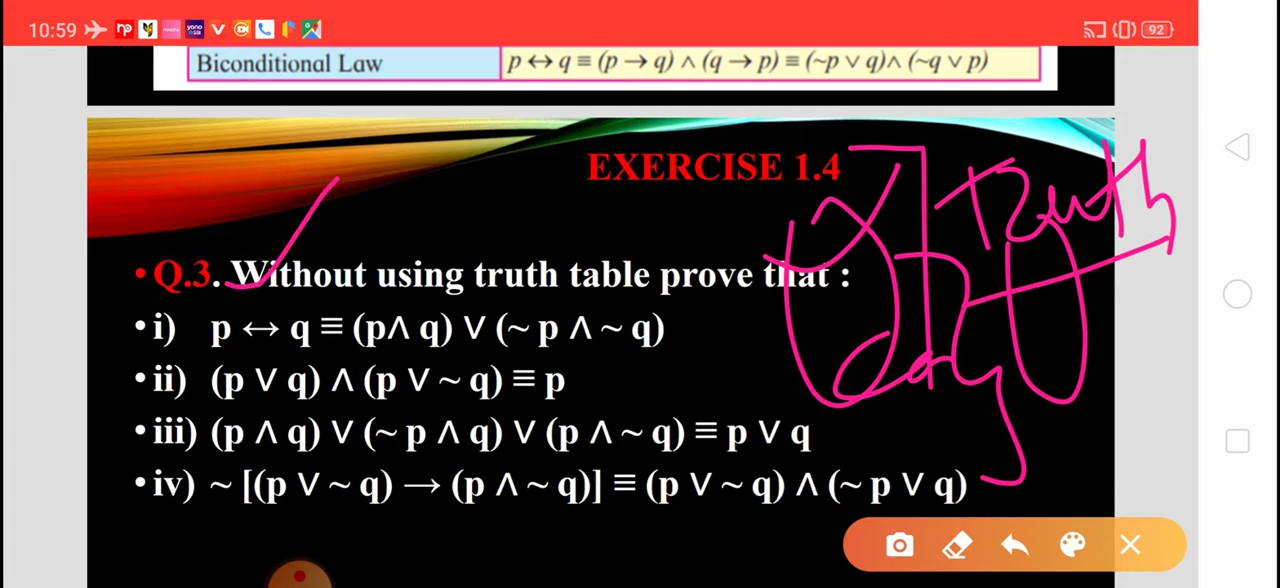 10:59 92
Biconditional Law p ↔ q ≡ (p → q) ∧ (q → p) ≡ (~p ∨ q)∧ (~q ∨ p)
EXERCISE 1.4
Truth
• Q.3. Without using truth table prove that :
• i) p ↔ q ≡ (p∧ q) ∨ (~ p ∧ ~ q)
• ii) (p ∨ q) ∧ (p ∨ ~ q) ≡ p
• iii) (p ∧ q) ∨ (~ p ∧ q) ∨ (p ∧ ~ q) ≡ p ∨ q
• iv) ~ [(p ∨ ~ q) → (p ∧ ~ q)] ≡ (p ∨ ~ q) ∧ (~ p ∨ q)